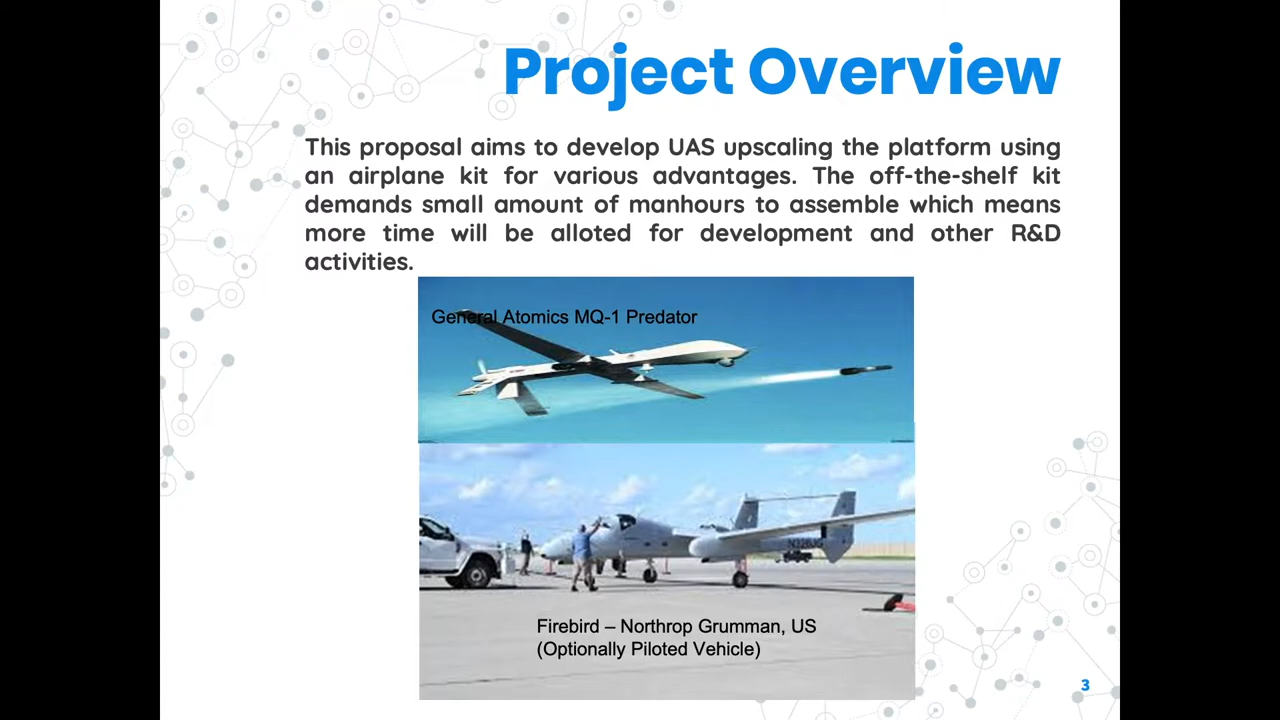 Project Overview
This proposal aims to develop UAS upscaling the platform using
an airplane kit for various advantages. The off-the-shelf kit
demands small amount of manhours to assemble which means
more time will be alloted for development and other R&D
activities.
General Atomics MQ-1 Predator
Firebird – Northrop Grumman, US
(Optionally Piloted Vehicle)
3